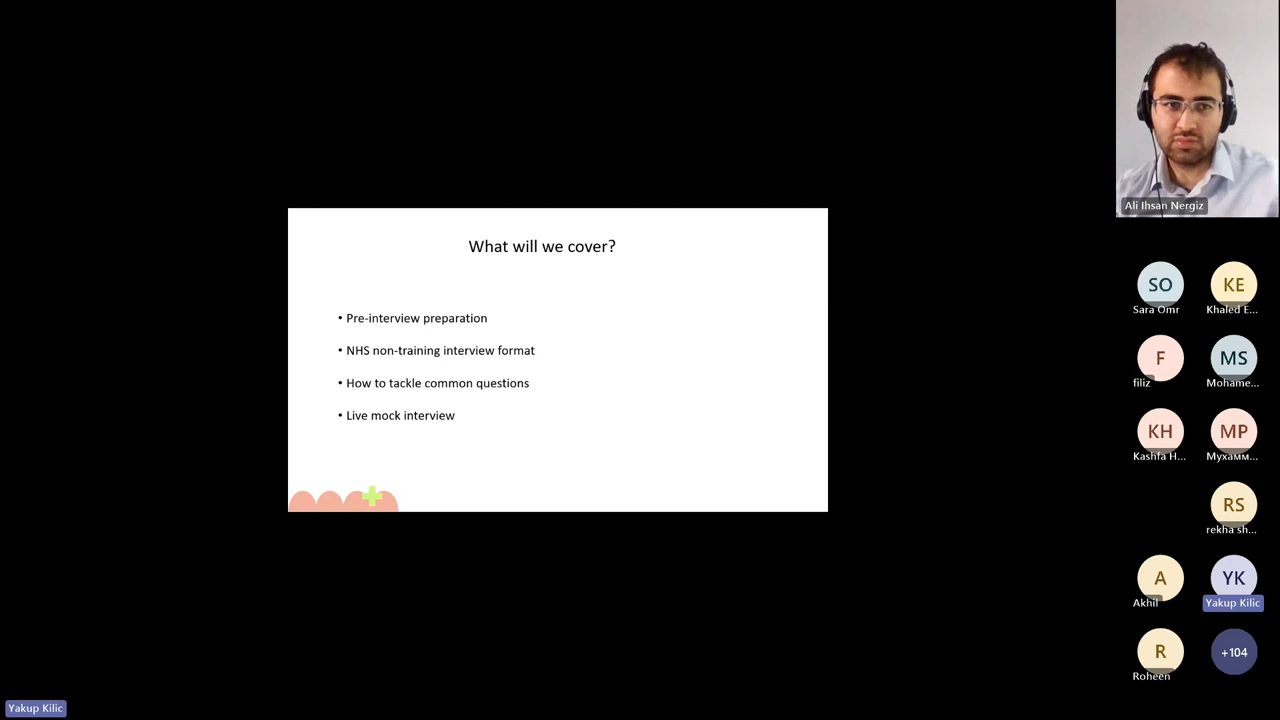 What will we cover?
• Pre-interview preparation
• NHS non-training interview format
• How to tackle common questions
• Live mock interview
Ali Ihsan Nergiz
SO
KE
Sara Omr
Khaled E...
F
MS
filiz
Mohame...
KH
MP
Kashfa H...
Мухамм...
RS
rekha sh...
A
YK
Akhil
Yakup Kilic
R
+104
Roheen
Yakup Kilic